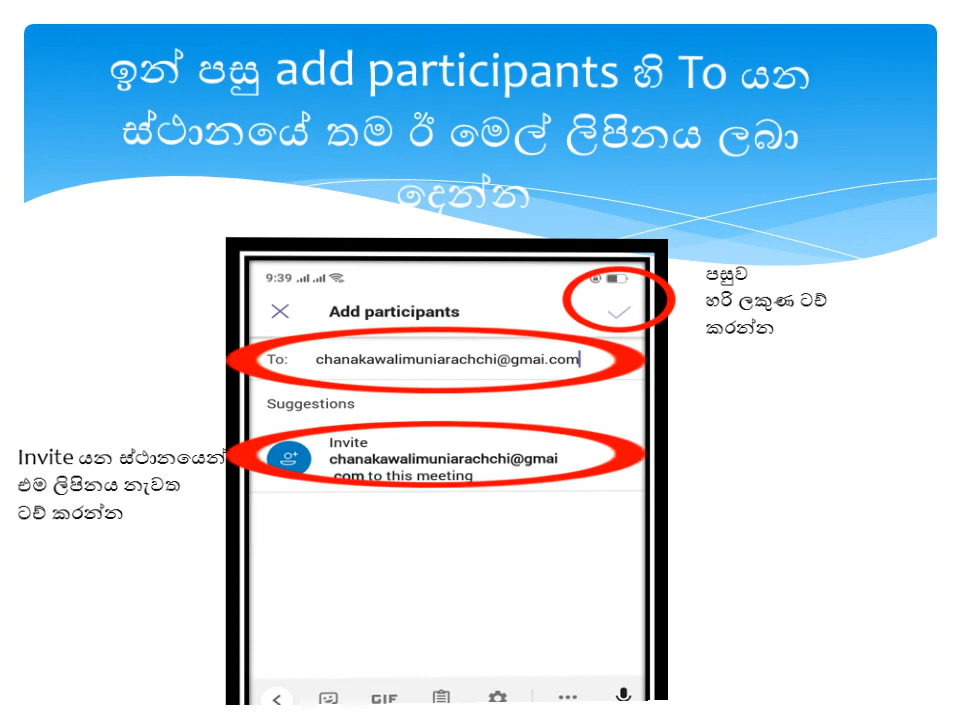 ඉන් පසු add participants හි To යන
ස්ථානයේ තම ඊ මෙල් ලිපිනය ලබා
දෙන්න
පසුව
හරි ලකුණ ටච්
කරන්න
9:39
Add participants
To: chanakawalimuniarachchi@gmai.com
Suggestions
Invite
chanakawalimuniarachchi@gmai
.com to this meeting
Invite යන ස්ථානයෙන්
එම ලිපිනය නැවත
ටච් කරන්න
GIF